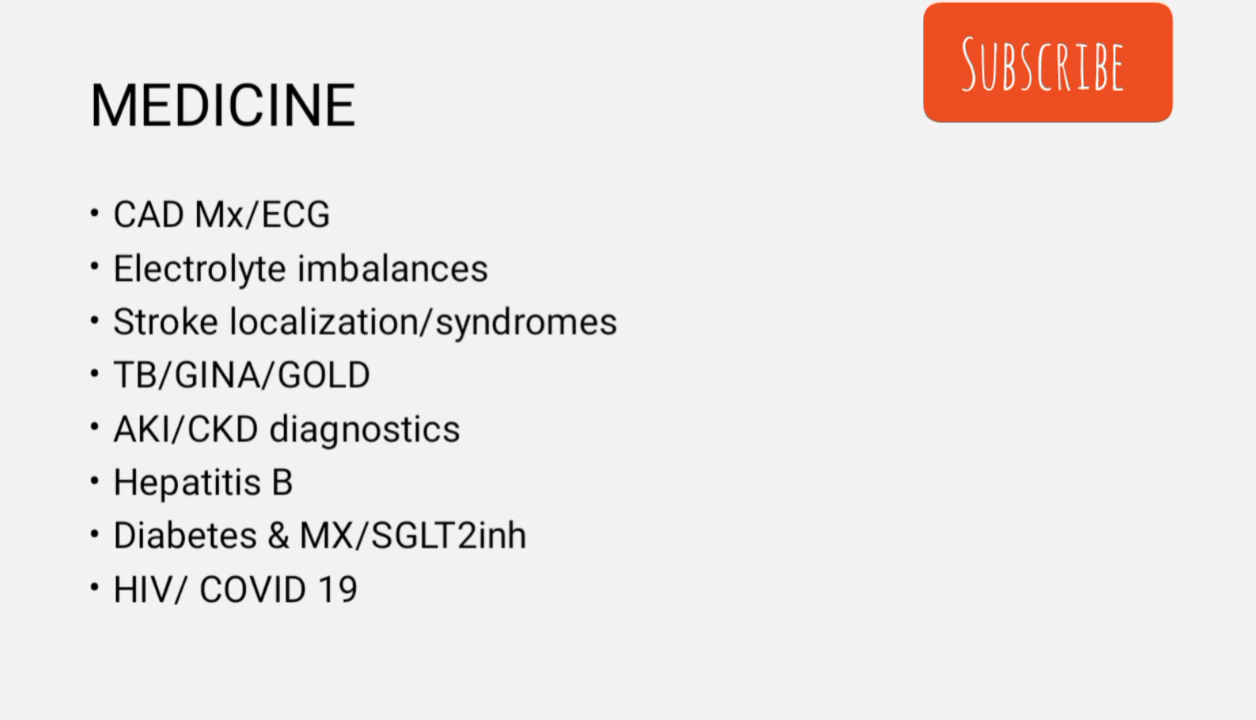 SUBSCRIBE
MEDICINE
• CAD Mx/ECG
• Electrolyte imbalances
• Stroke localization/syndromes
• TB/GINA/GOLD
• AKI/CKD diagnostics
• Hepatitis B
• Diabetes & MX/SGLT2inh
• HIV/ COVID 19